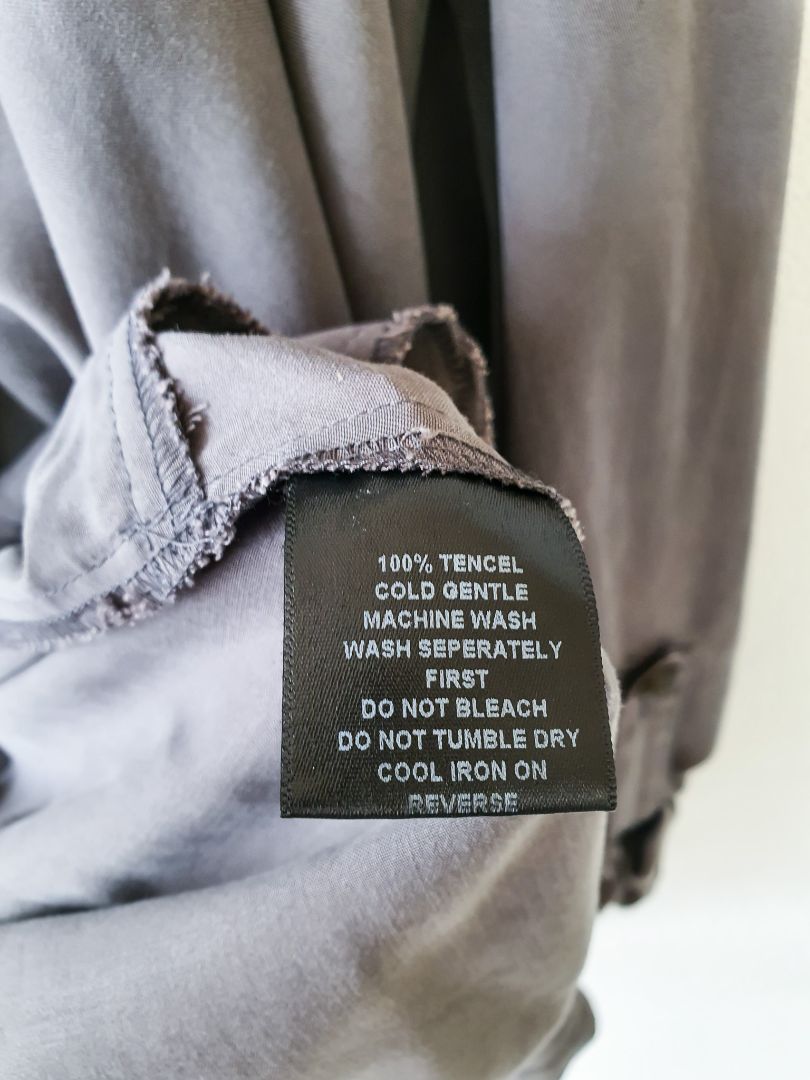 100% TENCEL
COLD GENTLE
MACHINE WASH
WASH SEPERATELY
FIRST
DO NOT BLEACH
DO NOT TUMBLE DRY
COOL IRON ON
REVERSE